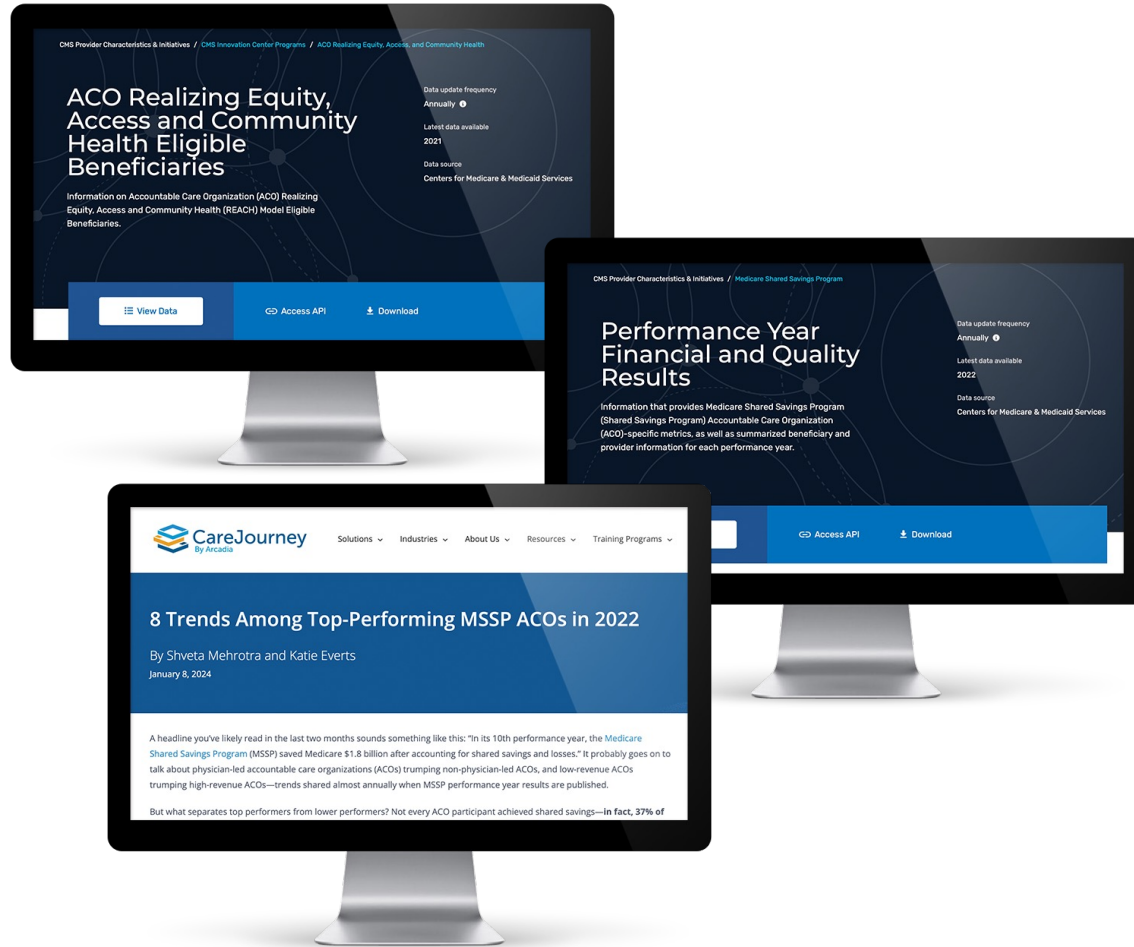 CMS Provider Characteristics & Initiatives / CMS Innovation Center Programs / ACO Realizing Equity, Access, and Community Health
ACO Realizing Equity,
Access and Community
Health Eligible
Beneficiaries
Information on Accountable Care Organization (ACO) Realizing
Equity, Access and Community Health (REACH) Model Eligible
Beneficiaries.
Data update frequency
Annually
Latest data available
2021
Data source
Centers for Medicare & Medicaid Services
View Data
Access API
Download
CMS Provider Characteristics & Initiatives / Medicare Shared Savings Program
Performance Year
Financial and Quality
Results
Information that provides Medicare Shared Savings Program
(Shared Savings Program) Accountable Care Organization
(ACO)-specific metrics, as well as summarized beneficiary and
provider information for each performance year.
Data update frequency
Annually
Latest data available
2022
Data source
Centers for Medicare & Medicaid Services
Access API
Download
CareJourney
By Arcadia
Solutions
Industries
About Us
Resources
Training Programs
8 Trends Among Top-Performing MSSP ACOs in 2022
By Shveta Mehrotra and Katie Everts
January 8, 2024
A headline you've likely read in the last two months sounds something like this: "In its 10th performance year, the Medicare
Shared Savings Program (MSSP) saved Medicare $1.8 billion after accounting for shared savings and losses." It probably goes on to
talk about physician-led accountable care organizations (ACOs) trumping non-physician-led ACOs, and low-revenue ACOs
trumping high-revenue ACOs—trends shared almost annually when MSSP performance year results are published.
But what separates top performers from lower performers? Not every ACO participant achieved shared savings—in fact, 37% of